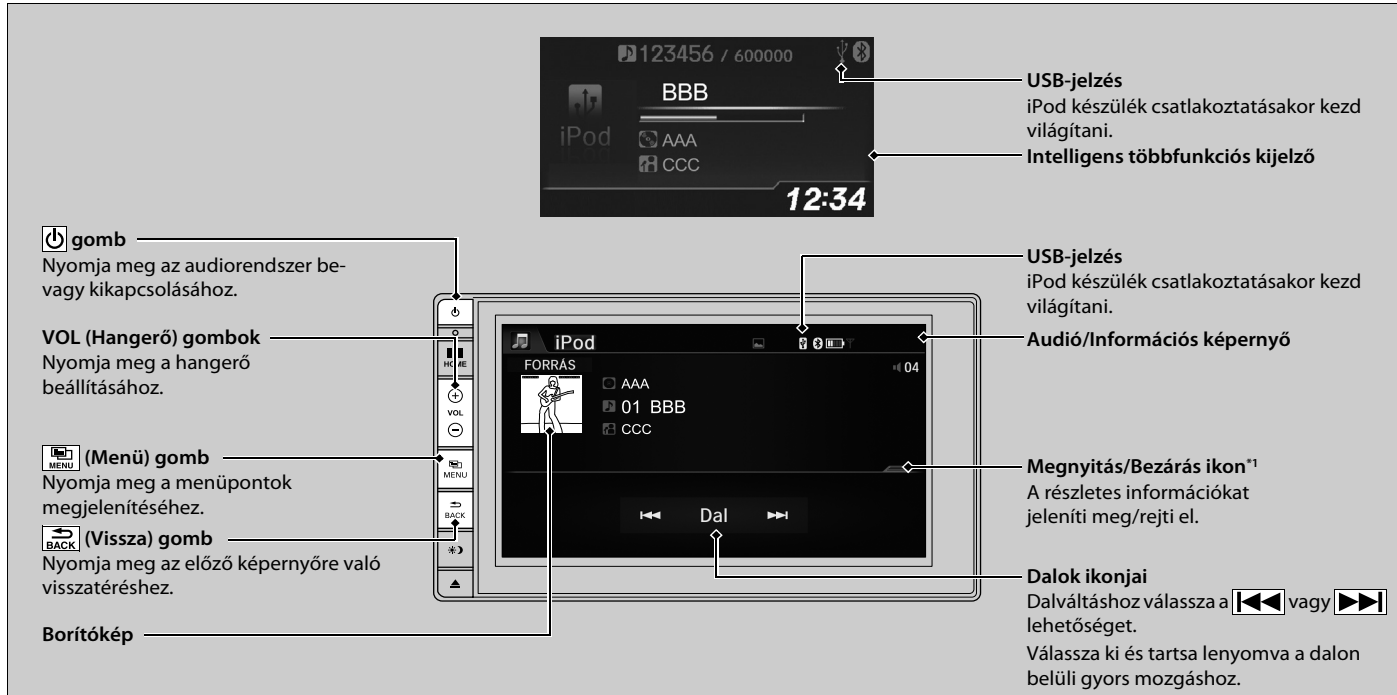 123456 / 600000
BBB
iPod
AAA
CCC
12:34
USB-jelzés
iPod készülék csatlakoztatásakor kezd
világítani.
Intelligens többfunkciós kijelző
gomb
Nyomja meg az audiorendszer be-
vagy kikapcsolásához.
VOL (Hangerő) gombok
Nyomja meg a hangerő
beállításához.
MENU (Menü) gomb
Nyomja meg a menüpontok
megjelenítéséhez.
BACK (Vissza) gomb
Nyomja meg az előző képernyőre való
visszatéréshez.
Borítókép
HOME
VOL
MENU
BACK
iPod
FORRÁS
04
AAA
01 BBB
CCC
Dal
USB-jelzés
iPod készülék csatlakoztatásakor kezd
világítani.
Audió/Információs képernyő
Megnyitás/Bezárás ikon*1
A részletes információkat
jeleníti meg/rejti el.
Dalok ikonjai
Dalváltáshoz válassza a vagy
lehetőséget.
Válassza ki és tartsa lenyomva a dalon
belüli gyors mozgáshoz.